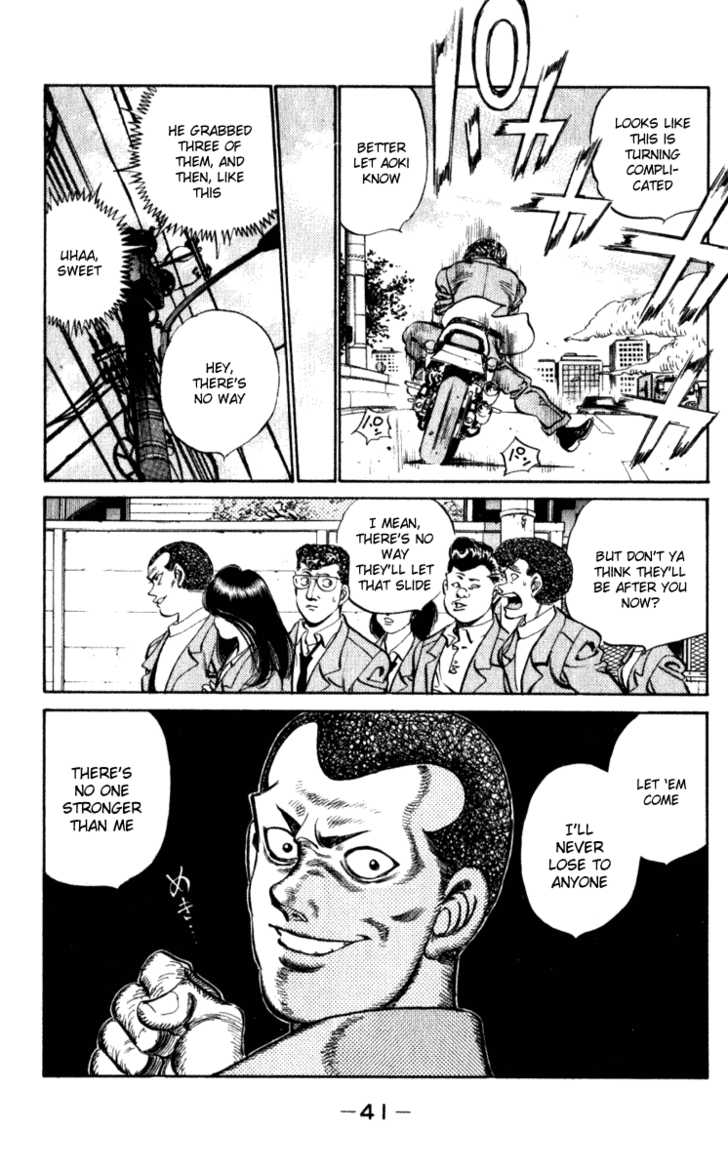 LOOKS LIKE
THIS IS
TURNING
COMPLI-
CATED
BETTER
LET AOKI
KNOW
HE GRABBED
THREE OF
THEM, AND
THEN, LIKE
THIS
UHAA,
SWEET
HEY,
THERE'S
NO WAY
BUT DON'T YA
THINK THEY'LL
BE AFTER YOU
NOW?
I MEAN,
THERE'S NO
WAY
THEY'LL LET
THAT SLIDE
LET 'EM
COME
I'LL
NEVER
LOSE TO
ANYONE
THERE'S
NO ONE
STRONGER
THAN ME
めき…
-41-